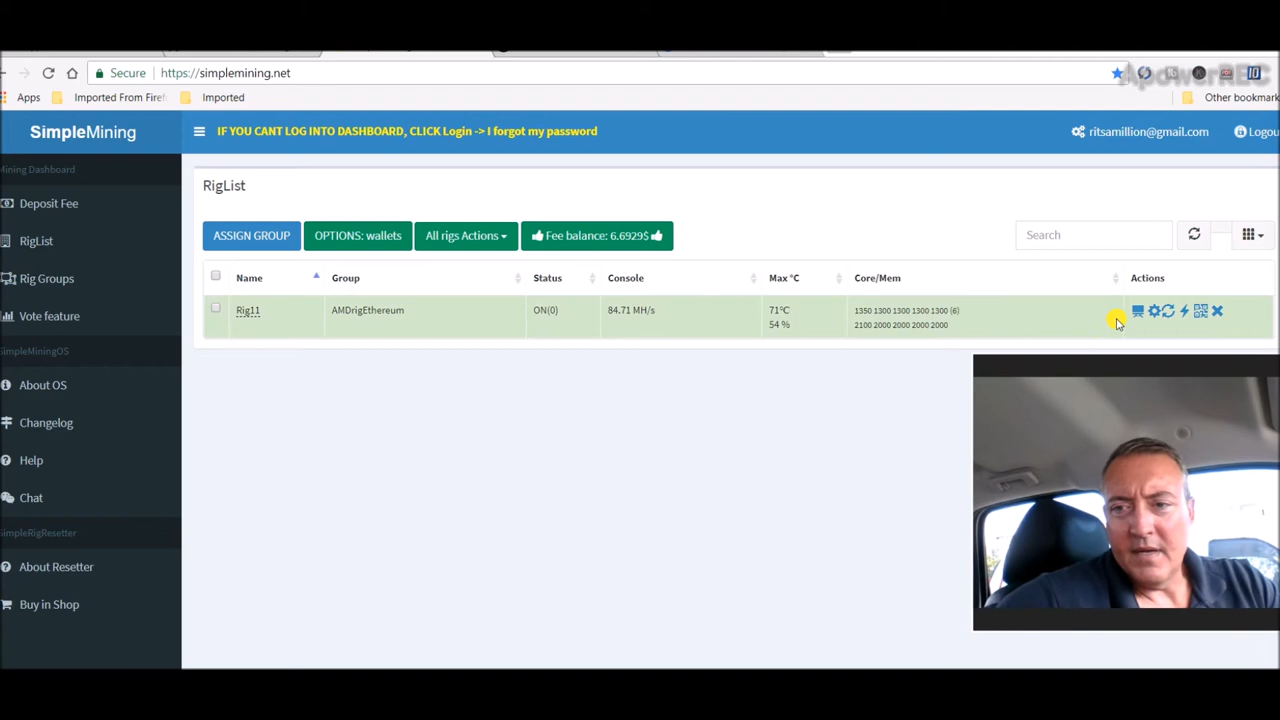 Secure
https://simplemining.net
Apps
Imported From Firef
Imported
Other bookmark
SimpleMining
IF YOU CANT LOG INTO DASHBOARD, CLICK Login -> I forgot my password
ritsamillion@gmail.com
Logou
Mining Dashboard
Deposit Fee
RigList
Rig Groups
Vote feature
SimpleMiningOS
About OS
Changelog
Help
Chat
SimpleRigResetter
About Resetter
Buy in Shop
RigList
ASSIGN GROUP
OPTIONS: wallets
All rigs Actions
Fee balance: 6.6929$
Search
Name Group Status Console Max °C Core/Mem Actions
Rig11 AMDrigEthereum ON(0) 84.71 MH/s 71°C 1350 1300 1300 1300 1300 (6)
54 % 2100 2000 2000 2000 2000